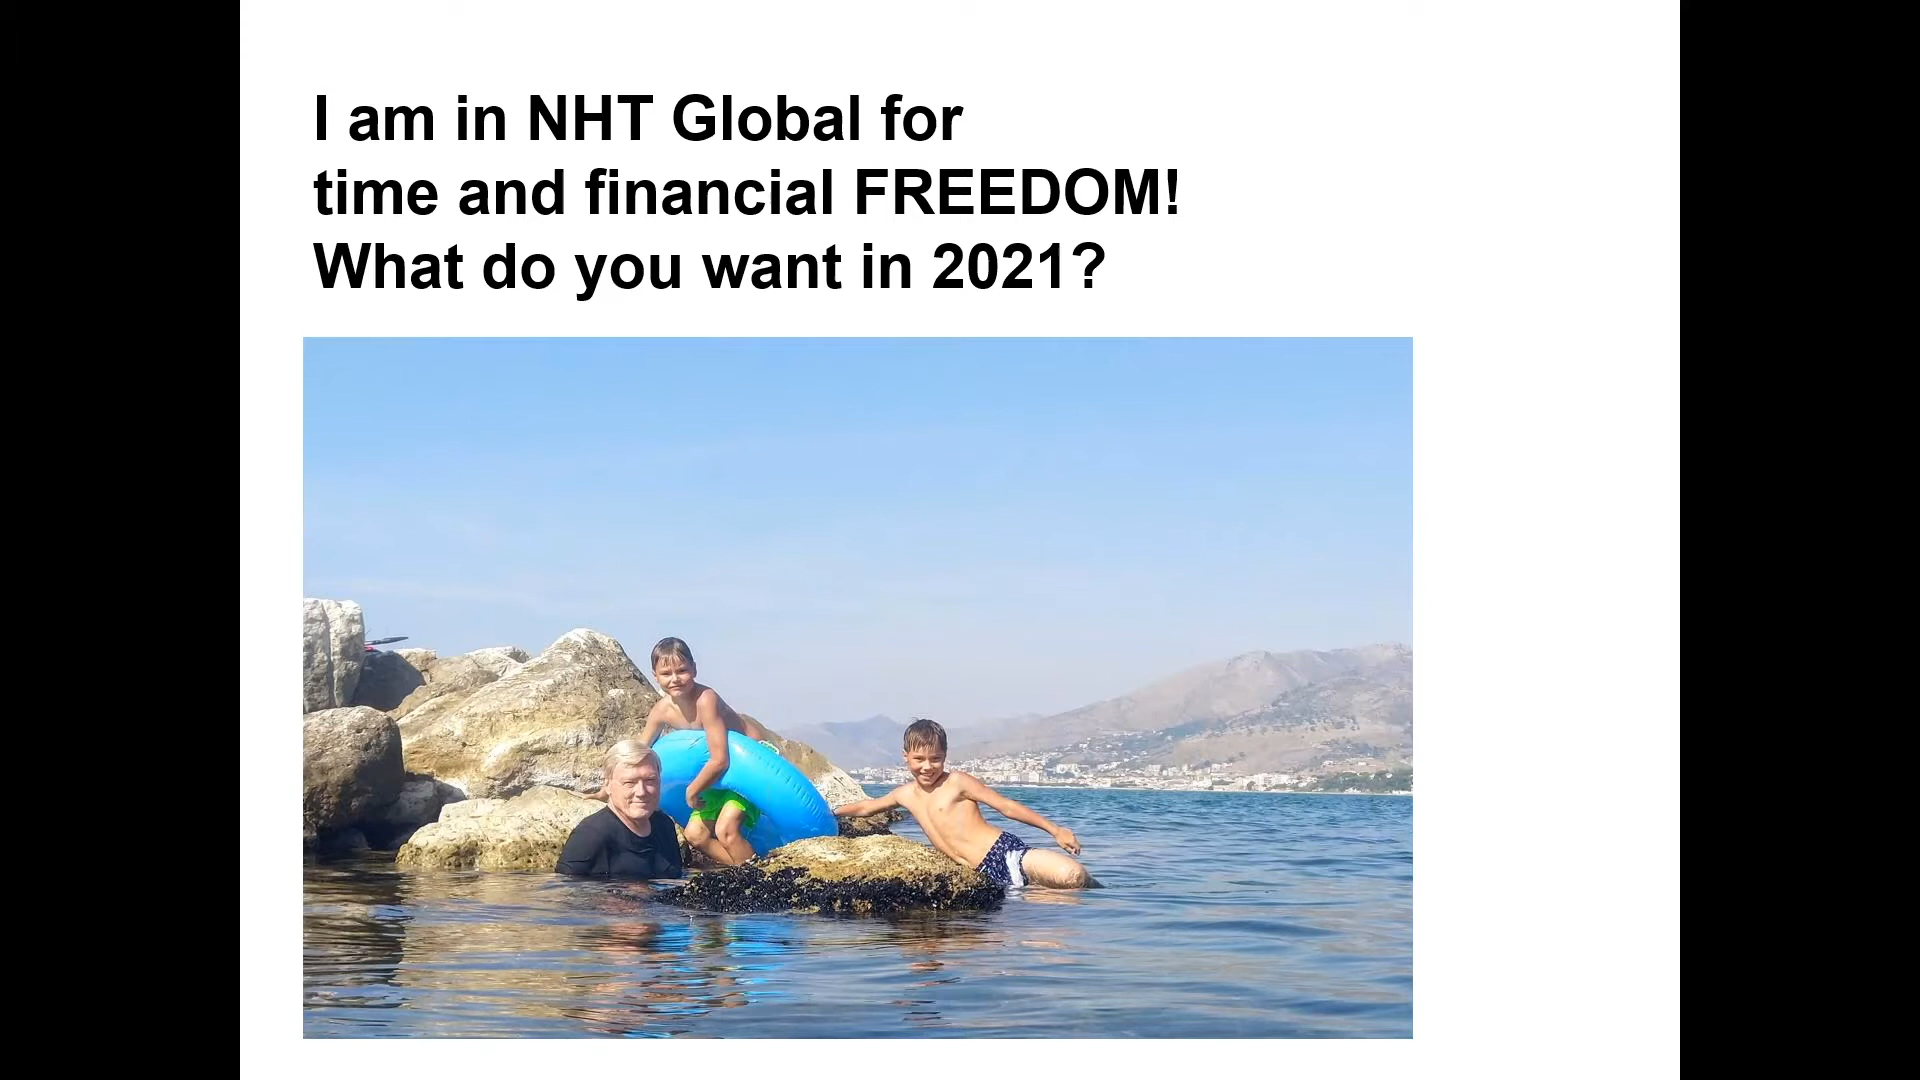 I am in NHT Global for
time and financial FREEDOM!
What do you want in 2021?